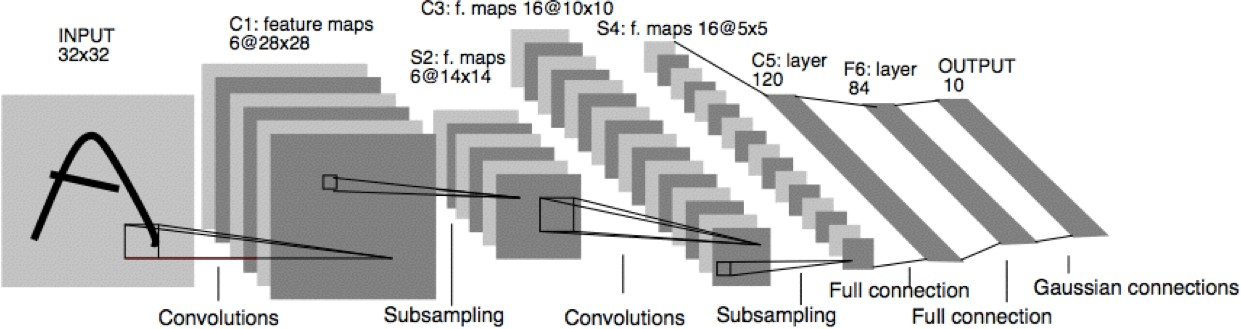 INPUT
32x32
C1: feature maps
6@28x28
S2: f. maps
6@14x14
C3: f. maps 16@10x10
S4: f. maps 16@5x5
C5: layer
120
F6: layer
84
OUTPUT
10
Convolutions
Subsampling
Convolutions
Subsampling
Full connection
Full connection
Gaussian connections